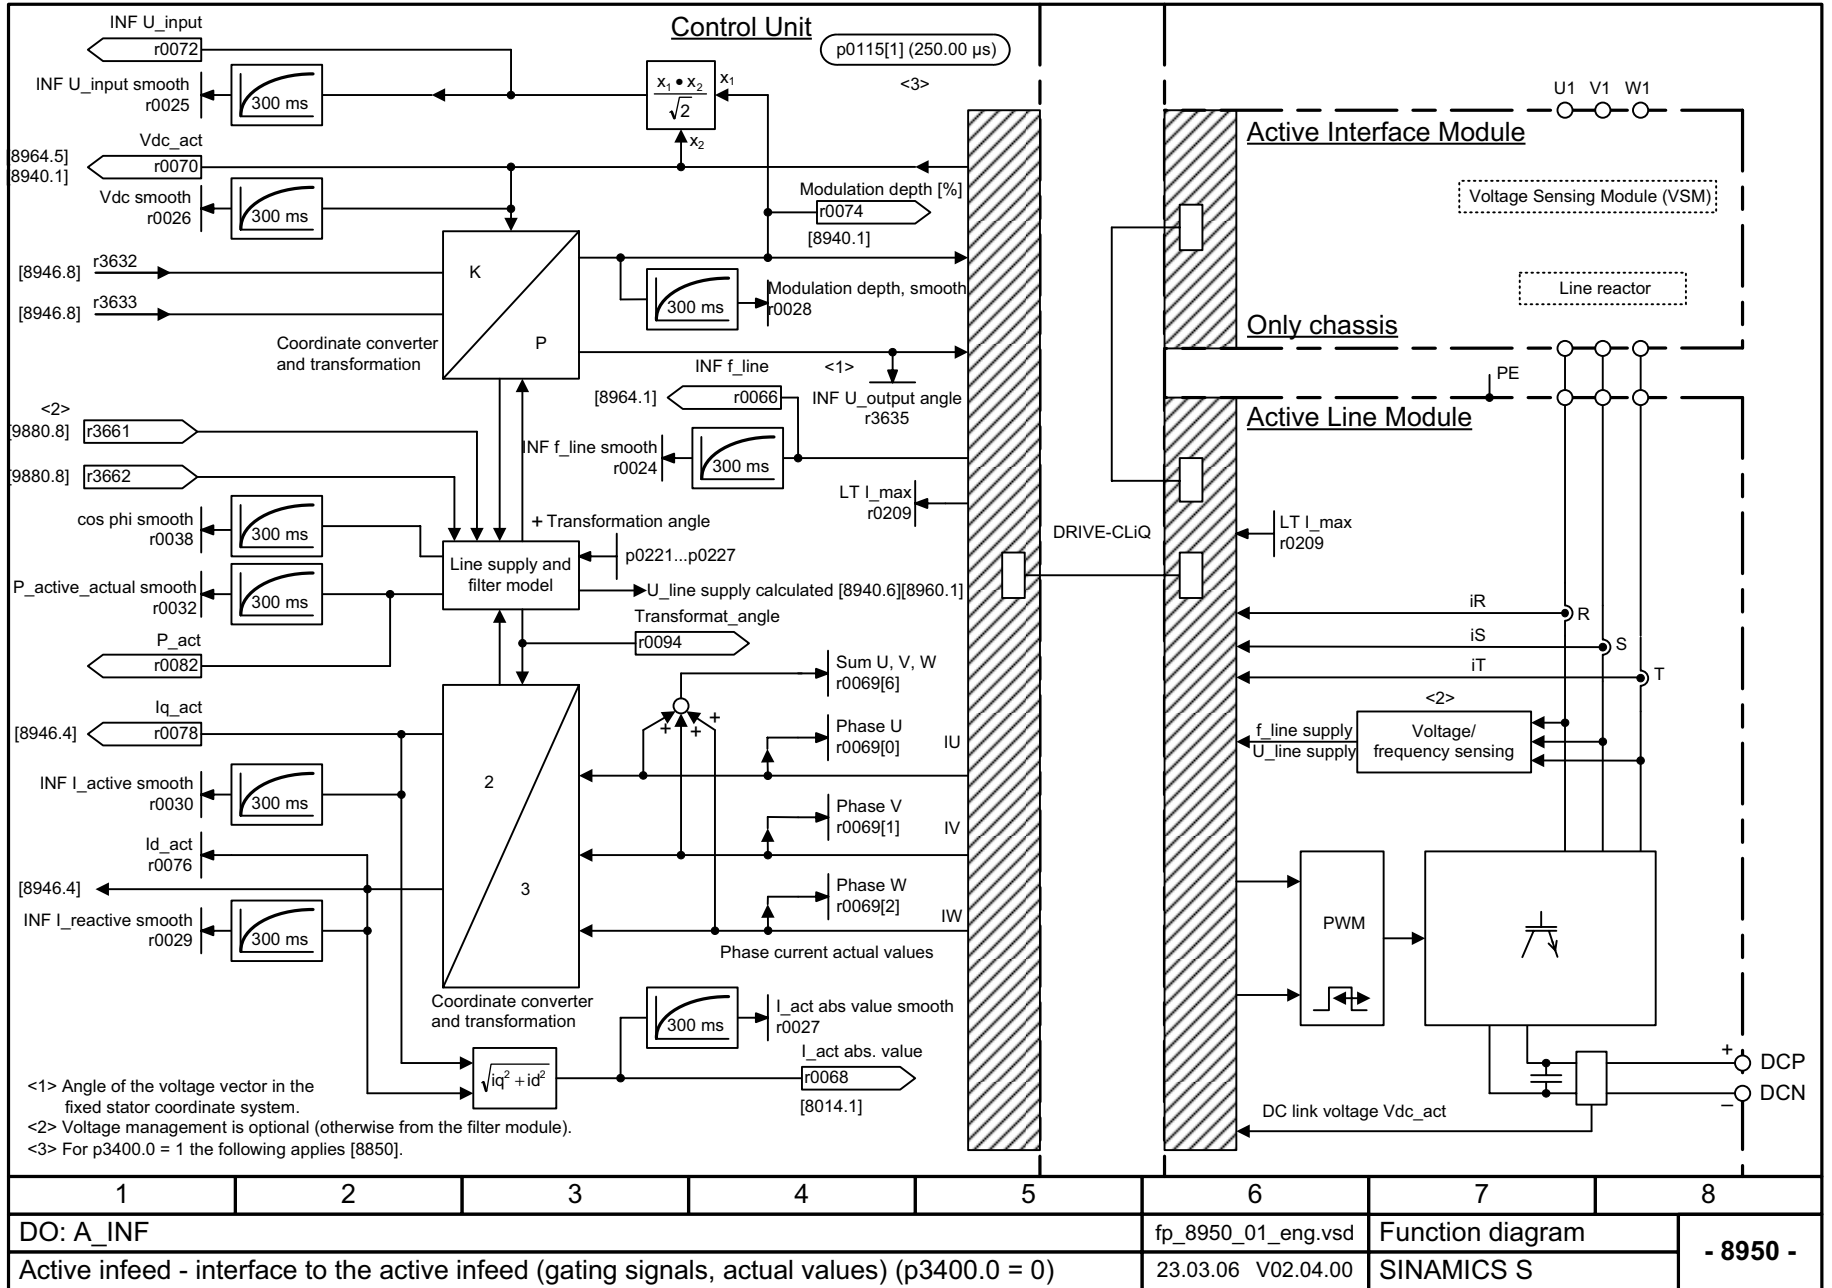 INF U_input
r0072
Control Unit
p0115[1] (250.00 µs)
<3>
INF U_input smooth
r0025
300 ms
x1 • x2
√2
x1
x2
Vdc_act
[8964.5]
[8940.1]
r0070
Vdc smooth
r0026
300 ms
Modulation depth [%]
r0074
[8940.1]
[8946.8]
r3632
[8946.8]
r3633
K
P
Coordinate converter
and transformation
300 ms
Modulation depth, smooth
r0028
INF f_line
<1>
[8964.1]
r0066
INF U_output angle
r3635
<2>
9880.8]
r3661
9880.8]
r3662
INF f_line smooth
r0024
300 ms
LT I_max
r0209
cos phi smooth
r0038
300 ms
+ Transformation angle
p0221...p0227
Line supply and
filter model
U_line supply calculated [8940.6][8960.1]
P_active_actual smooth
r0032
300 ms
Transformat_angle
r0094
P_act
r0082
Sum U, V, W
r0069[6]
+
+
+
Iq_act
[8946.4]
r0078
Phase U
r0069[0]
IU
INF I_active smooth
r0030
300 ms
2
3
Phase V
r0069[1]
IV
Id_act
r0076
[8946.4]
Phase W
r0069[2]
IW
INF I_reactive smooth
r0029
300 ms
Phase current actual values
Coordinate converter
and transformation
300 ms
I_act abs value smooth
r0027
√iq² + id²
I_act abs. value
r0068
[8014.1]
<1> Angle of the voltage vector in the
fixed stator coordinate system.
<2> Voltage management is optional (otherwise from the filter module).
<3> For p3400.0 = 1 the following applies [8850].
DRIVE-CLiQ
U1 V1 W1
Active Interface Module
Voltage Sensing Module (VSM)
Line reactor
Only chassis
PE
Active Line Module
LT I_max
r0209
iR
R
iS
S
iT
T
<2>
f_line supply
U_line supply
Voltage/
frequency sensing
PWM
+
DCP
DCN
–
DC link voltage Vdc_act
1 2 3 4 5 6 7 8
DO: A_INF
fp_8950_01_eng.vsd
Function diagram
- 8950 -
Active infeed - interface to the active infeed (gating signals, actual values) (p3400.0 = 0)
23.03.06 V02.04.00
SINAMICS S